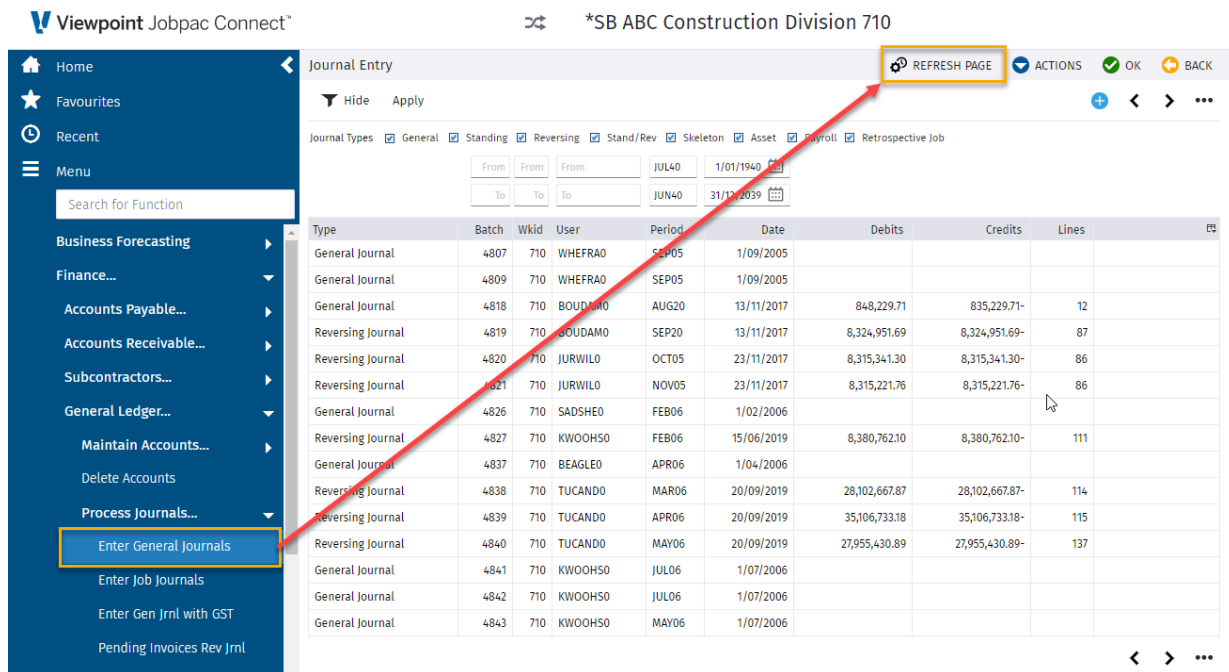 Viewpoint Jobpac Connect™
*SB ABC Construction Division 710
Home
Favourites
Recent
Menu
Search for Function
Business Forecasting
Finance...
Accounts Payable...
Accounts Receivable...
Subcontractors...
General Ledger...
Maintain Accounts...
Delete Accounts
Process Journals...
Enter General Journals
Enter Job Journals
Enter Gen Jrnl with GST
Pending Invoices Rev Jrnl
Journal Entry REFRESH PAGE ACTIONS OK BACK
Hide Apply
Journal Types General Standing Reversing Stand/Rev Skeleton Asset Payroll Retrospective Job
From From From JUL40 1/01/1940
To To To JUN40 31/12/2039
Type Batch Wkid User Period Date Debits Credits Lines
General Journal 4807 710 WHEFRA0 SEP05 1/09/2005
General Journal 4809 710 WHEFRA0 SEP05 1/09/2005
General Journal 4818 710 BOUDAM0 AUG20 13/11/2017 848,229.71 835,229.71- 12
Reversing Journal 4819 710 BOUDAM0 SEP20 13/11/2017 8,324,951.69 8,324,951.69- 87
Reversing Journal 4820 710 JURWIL0 OCT05 23/11/2017 8,315,341.30 8,315,341.30- 86
Reversing Journal 4821 710 JURWIL0 NOV05 23/11/2017 8,315,221.76 8,315,221.76- 86
General Journal 4826 710 SADSHE0 FEB06 1/02/2006
Reversing Journal 4827 710 KWOOHS0 FEB06 15/06/2019 8,380,762.10 8,380,762.10- 111
General Journal 4837 710 BEAGLE0 APR06 1/04/2006
Reversing Journal 4838 710 TUCAND0 MAR06 20/09/2019 28,102,667.87 28,102,667.87- 114
Reversing Journal 4839 710 TUCAND0 APR06 20/09/2019 35,106,733.18 35,106,733.18- 115
Reversing Journal 4840 710 TUCAND0 MAY06 20/09/2019 27,955,430.89 27,955,430.89- 137
General Journal 4841 710 KWOOHS0 JUL06 1/07/2006
General Journal 4842 710 KWOOHS0 JUL06 1/07/2006
General Journal 4843 710 KWOOHS0 MAY06 1/07/2006